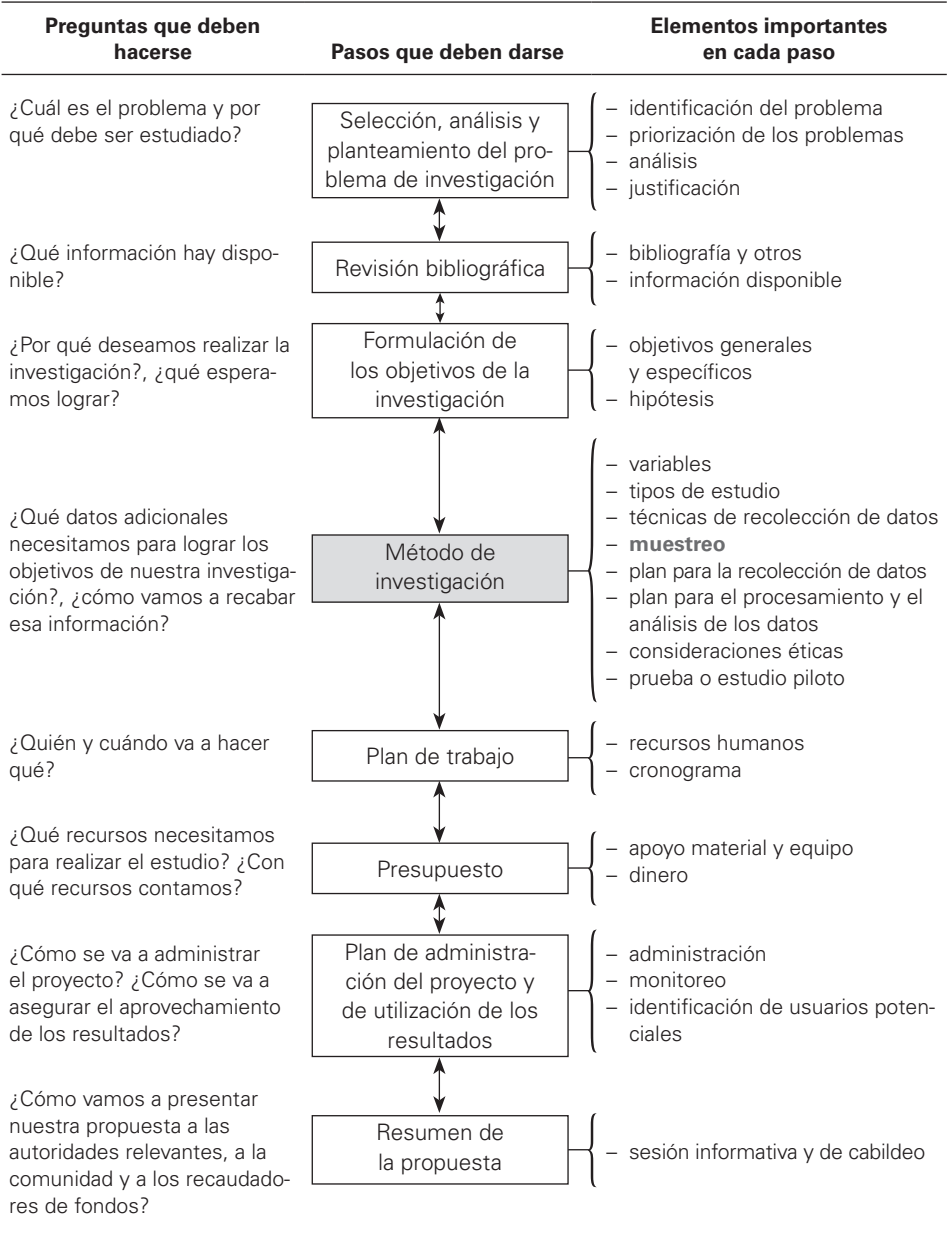 Preguntas que deben
hacerse
Pasos que deben darse
Elementos importantes
en cada paso
¿Cuál es el problema y por
qué debe ser estudiado?
Selección, análisis y
planteamiento del pro-
blema de investigación
– identificación del problema
– priorización de los problemas
– análisis
– justificación
¿Qué información hay dispo-
nible?
Revisión bibliográfica
– bibliografía y otros
– información disponible
¿Por qué deseamos realizar la
investigación?, ¿qué espera-
mos lograr?
Formulación de
los objetivos de la
investigación
– objetivos generales
y específicos
– hipótesis
¿Qué datos adicionales
necesitamos para lograr los
objetivos de nuestra investiga-
ción?, ¿cómo vamos a recabar
esa información?
Método de
investigación
– variables
– tipos de estudio
– técnicas de recolección de datos
– muestreo
– plan para la recolección de datos
– plan para el procesamiento y el
análisis de los datos
– consideraciones éticas
– prueba o estudio piloto
¿Quién y cuándo va a hacer
qué?
Plan de trabajo
– recursos humanos
– cronograma
¿Qué recursos necesitamos
para realizar el estudio? ¿Con
qué recursos contamos?
Presupuesto
– apoyo material y equipo
– dinero
¿Cómo se va a administrar
el proyecto? ¿Cómo se va a
asegurar el aprovechamiento
de los resultados?
Plan de administra-
ción del proyecto y
de utilización de los
resultados
– administración
– monitoreo
– identificación de usuarios poten-
ciales
¿Cómo vamos a presentar
nuestra propuesta a las
autoridades relevantes, a la
comunidad y a los recaudado-
res de fondos?
Resumen de
la propuesta
– sesión informativa y de cabildeo